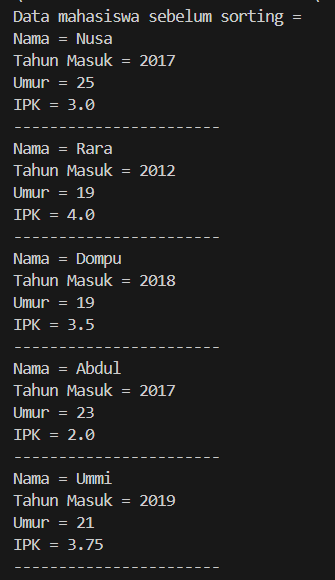 Data mahasiswa sebelum sorting =
Nama = Nusa
Tahun Masuk = 2017
Umur = 25
IPK = 3.0
-----------------------
Nama = Rara
Tahun Masuk = 2012
Umur = 19
IPK = 4.0
-----------------------
Nama = Dompu
Tahun Masuk = 2018
Umur = 19
IPK = 3.5
-----------------------
Nama = Abdul
Tahun Masuk = 2017
Umur = 23
IPK = 2.0
-----------------------
Nama = Ummi
Tahun Masuk = 2019
Umur = 21
IPK = 3.75
-----------------------